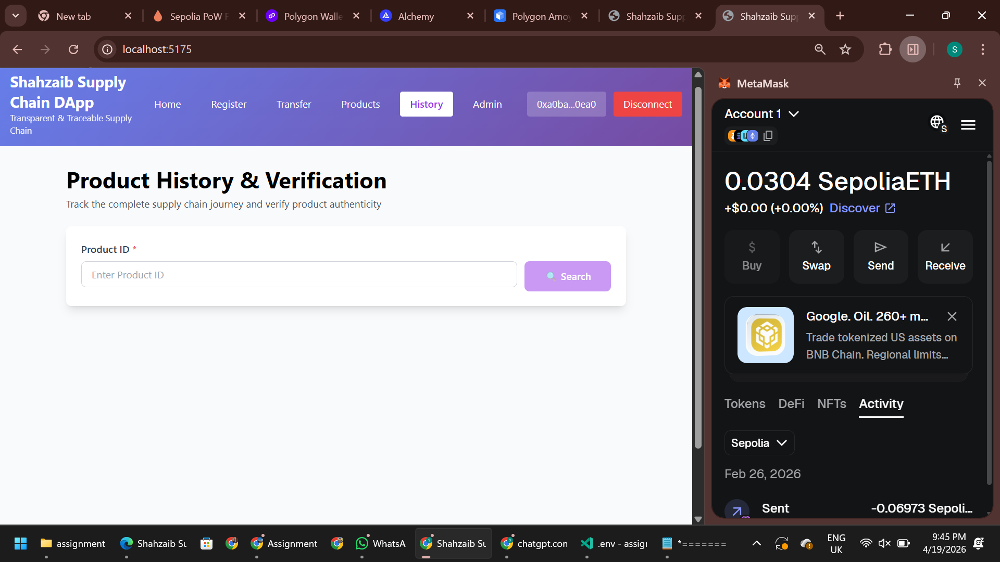 New tab
Sepolia PoW F
Polygon Walle
Alchemy
Polygon Amoy
Shahzaib Supp
Shahzaib Supp
localhost:5175
S
Shahzaib Supply
Chain DApp
Transparent & Traceable Supply
Chain
Home
Register
Transfer
Products
History
Admin
0xa0ba...0ea0
Disconnect
Product History & Verification
Track the complete supply chain journey and verify product authenticity
Product ID *
Enter Product ID
Search
MetaMask
Account 1
S
0.0304 SepoliaETH
+$0.00 (+0.00%) Discover
$
Buy
Swap
Send
Receive
Google. Oil. 260+ m...
Trade tokenized US assets on
BNB Chain. Regional limits...
Tokens
DeFi
NFTs
Activity
Sepolia
Feb 26, 2026
Sent
-0.06973 Sepoli...
assignment
Shahzaib Su
Assignment
WhatsA
Shahzaib Su
chatgpt.con
.env - assig
*=======
ENG
UK
9:45 PM
4/19/2026